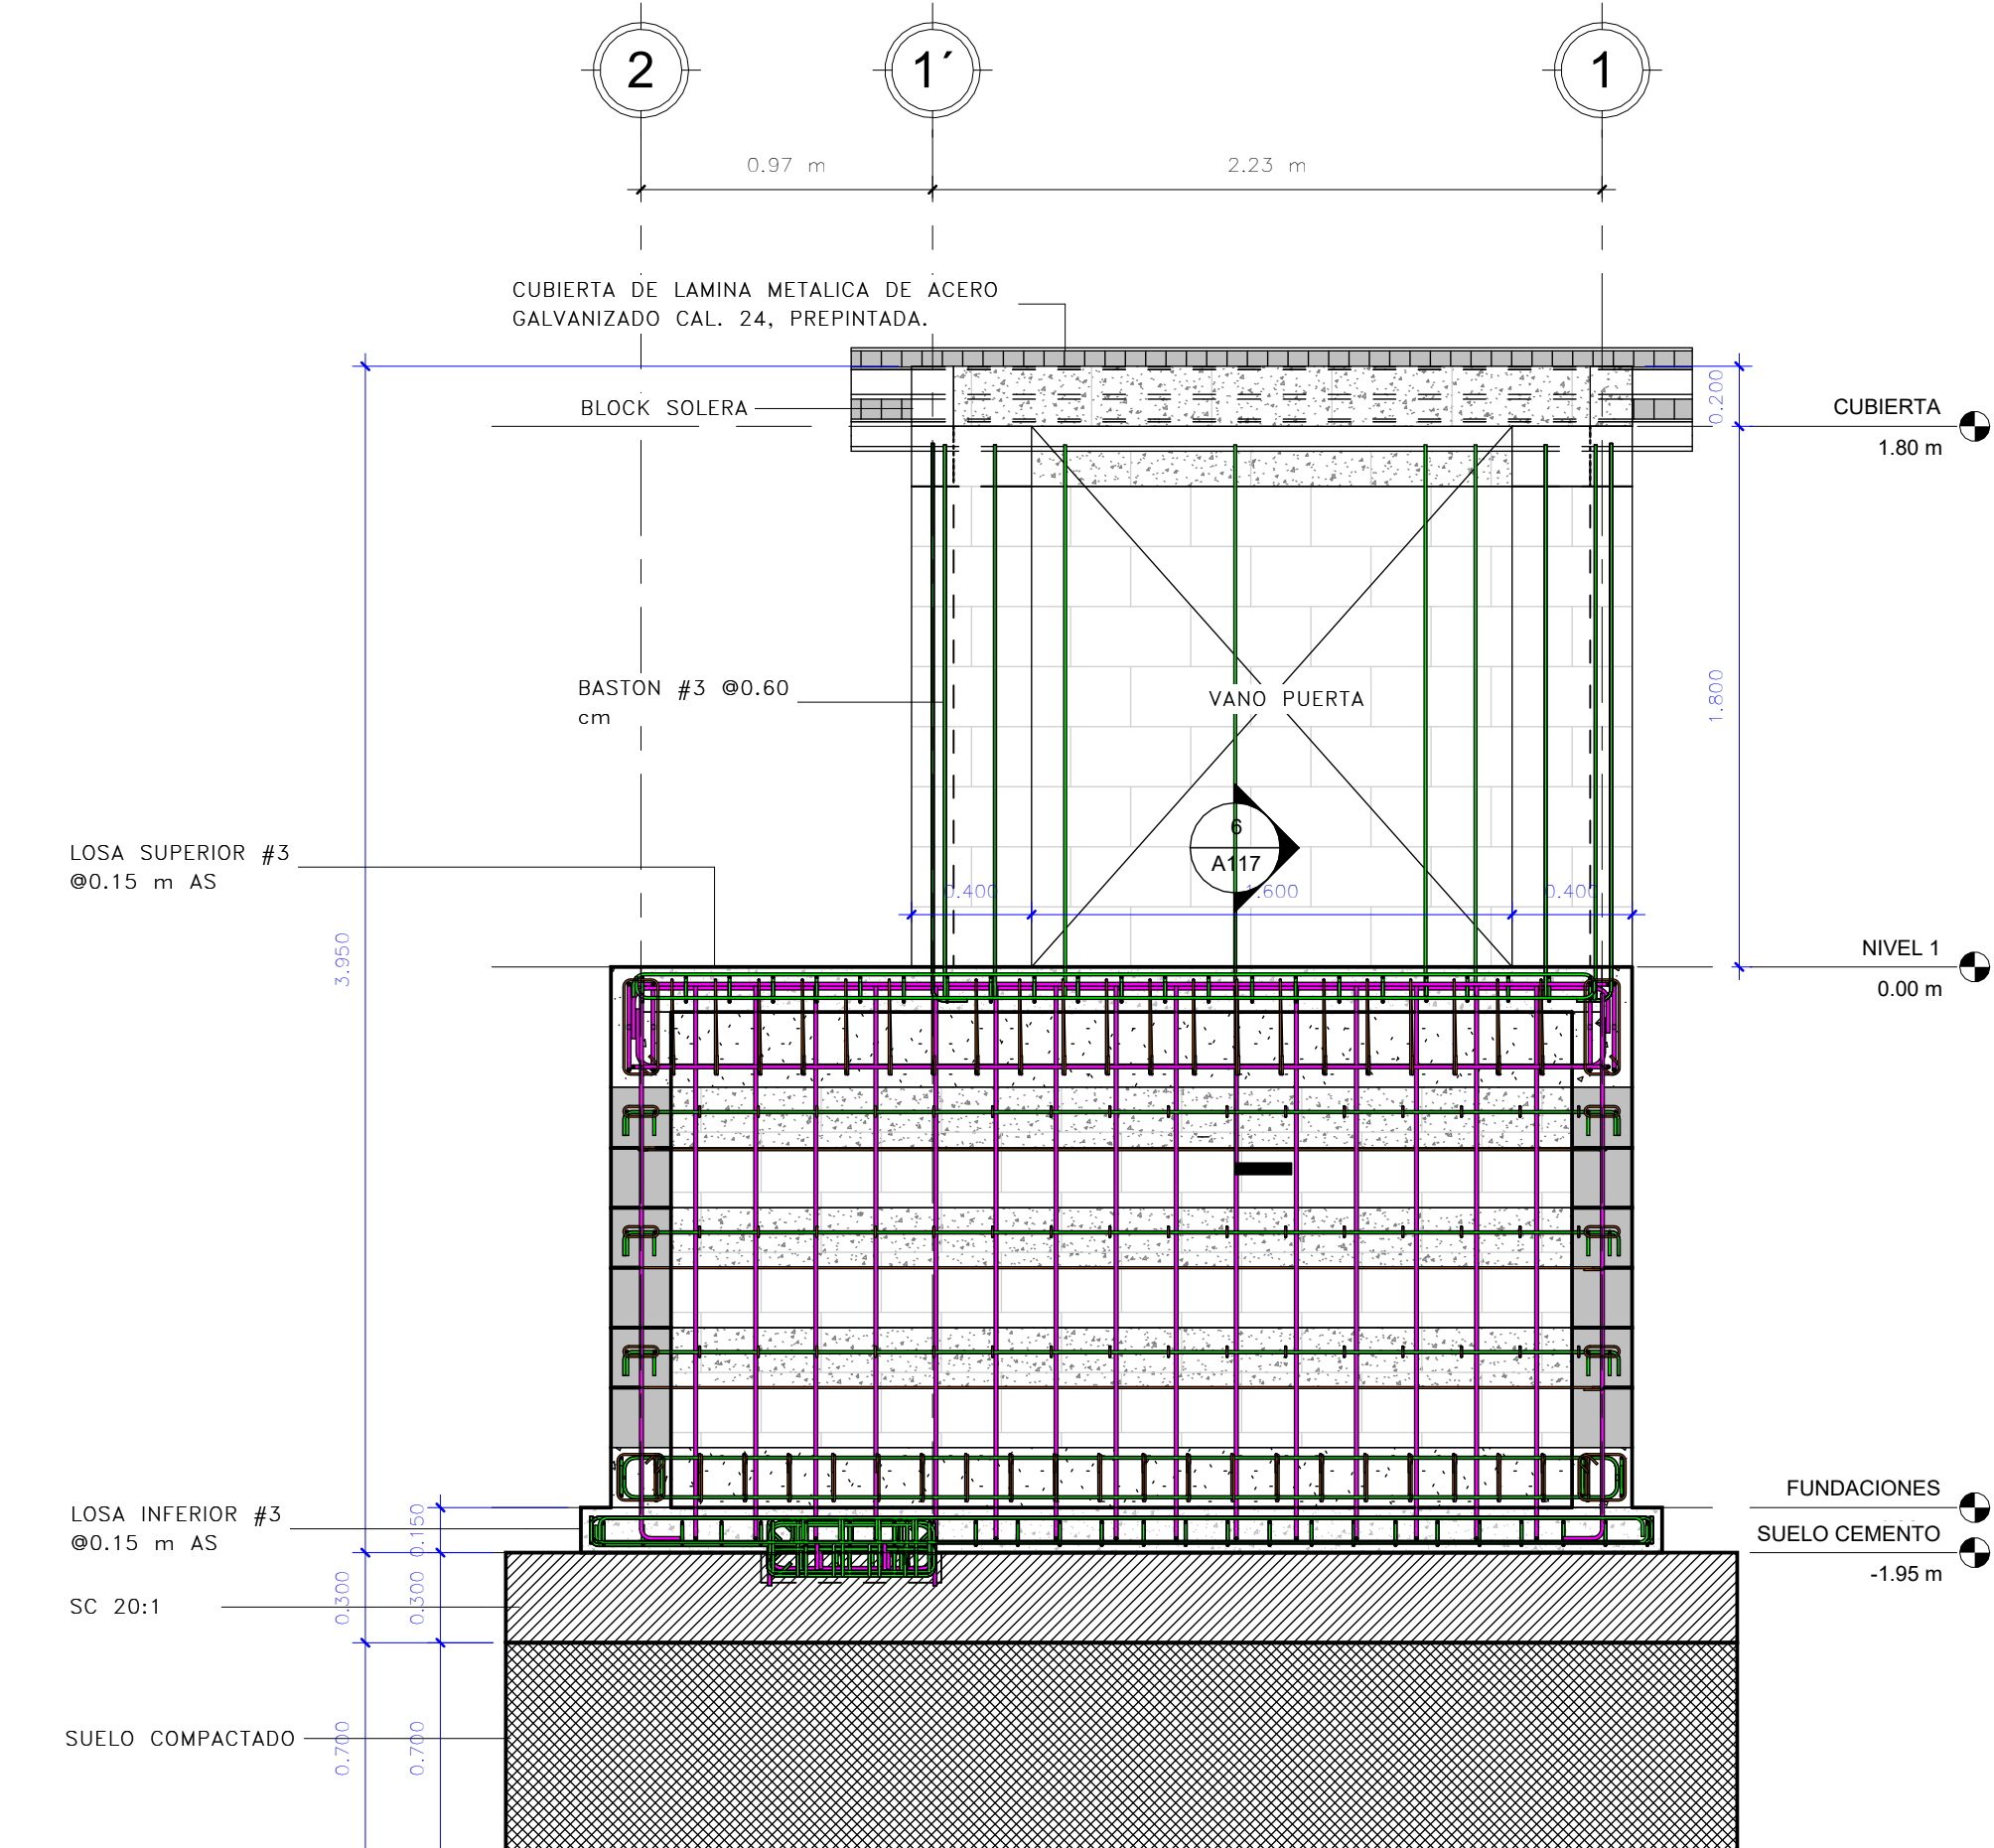 2
1´
1
0.97 m
2.23 m
CUBIERTA DE LAMINA METALICA DE ACERO
GALVANIZADO CAL. 24, PREPINTADA.
BLOCK SOLERA
0.200
CUBIERTA
1.80 m
BASTON #3 @0.60
cm
VANO PUERTA
1.800
6
A117
LOSA SUPERIOR #3
@0.15 m AS
0.400
1.600
0.400
3.950
NIVEL 1
0.00 m
FUNDACIONES
LOSA INFERIOR #3
@0.15 m AS
0.150
SUELO CEMENTO
-1.95 m
SC 20:1
0.300
0.300
SUELO COMPACTADO
0.700
0.700